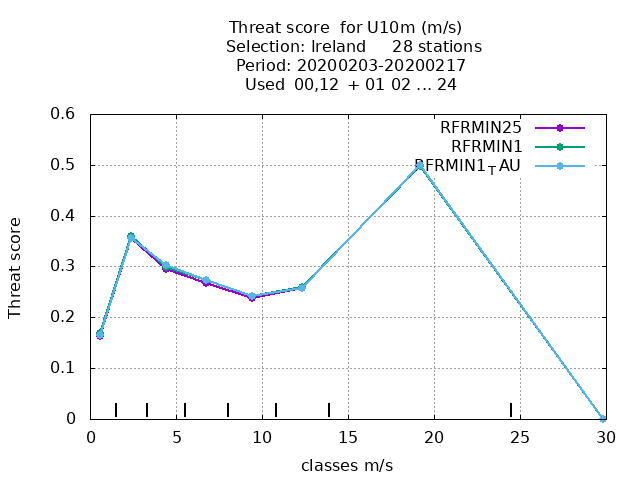 Threat score  for U10m (m/s)
Selection: Ireland     28 stations
Period: 20200203-20200217
Used  00,12  + 01 02 ... 24
RFRMIN25
RFRMIN1
RFRMIN1TAU
Threat score
0.6
0.5
0.4
0.3
0.2
0.1
0
0 5 10 15 20 25 30
classes m/s